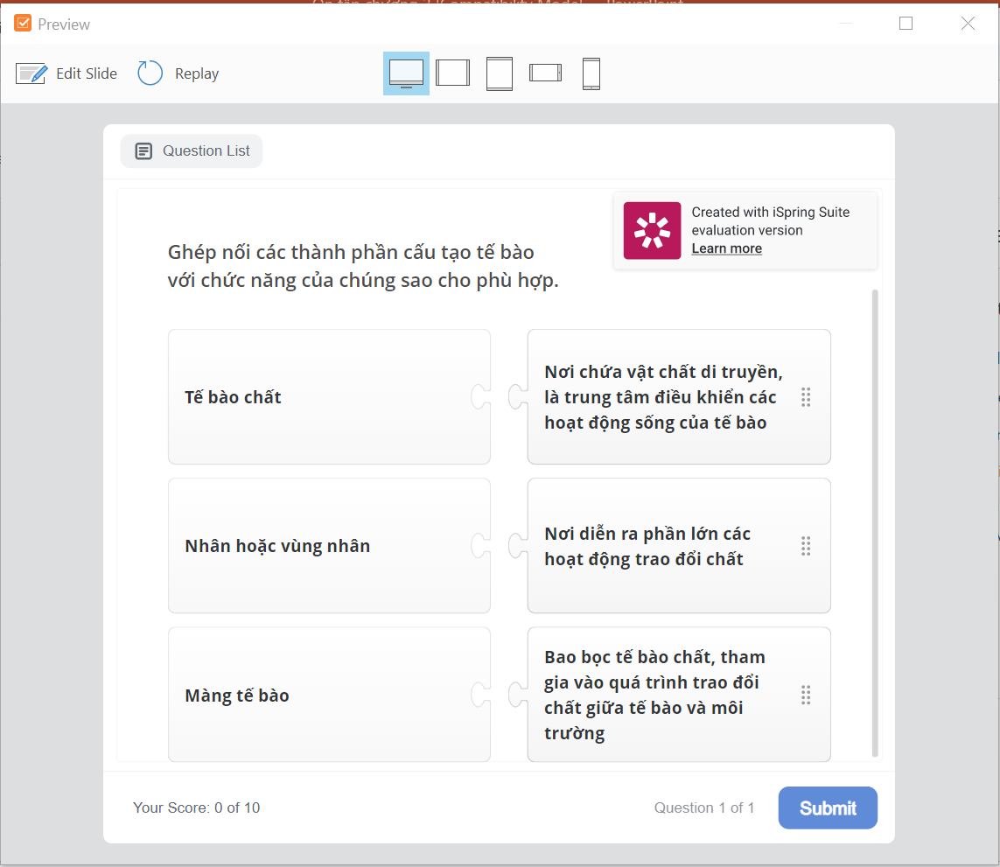 Preview
Edit Slide
Replay
Question List
Created with iSpring Suite
evaluation version
Learn more
Ghép nối các thành phần cấu tạo tế bào
với chức năng của chúng sao cho phù hợp.
Tế bào chất
Nơi chứa vật chất di truyền,
là trung tâm điều khiển các
hoạt động sống của tế bào
Nhân hoặc vùng nhân
Nơi diễn ra phần lớn các
hoạt động trao đổi chất
Màng tế bào
Bao bọc tế bào chất, tham
gia vào quá trình trao đổi
chất giữa tế bào và môi
trường
Your Score: 0 of 10
Question 1 of 1
Submit